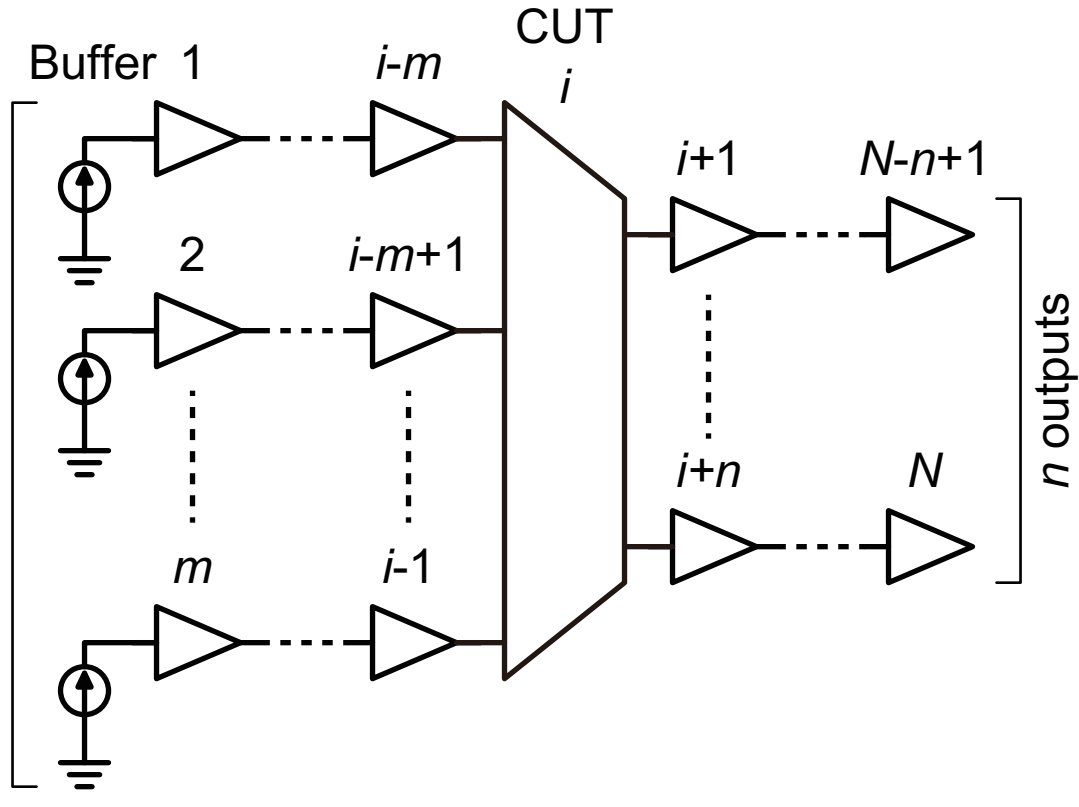 CUT
Buffer 1
i-m
i
i+1
N-n+1
2
i-m+1
n outputs
i+n
N
m
i-1